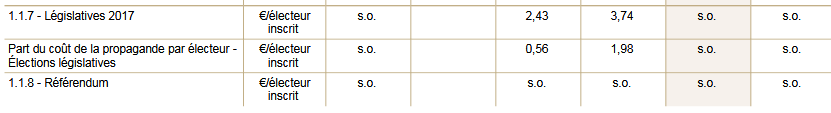 1.1.7 - Législatives 2017 €/électeur inscrit s.o. 2,43 3,74 s.o. s.o.
Part du coût de la propagande par électeur - Élections législatives €/électeur inscrit s.o. 0,56 1,98 s.o. s.o.
1.1.8 - Référendum €/électeur inscrit s.o. s.o. s.o. s.o. s.o.